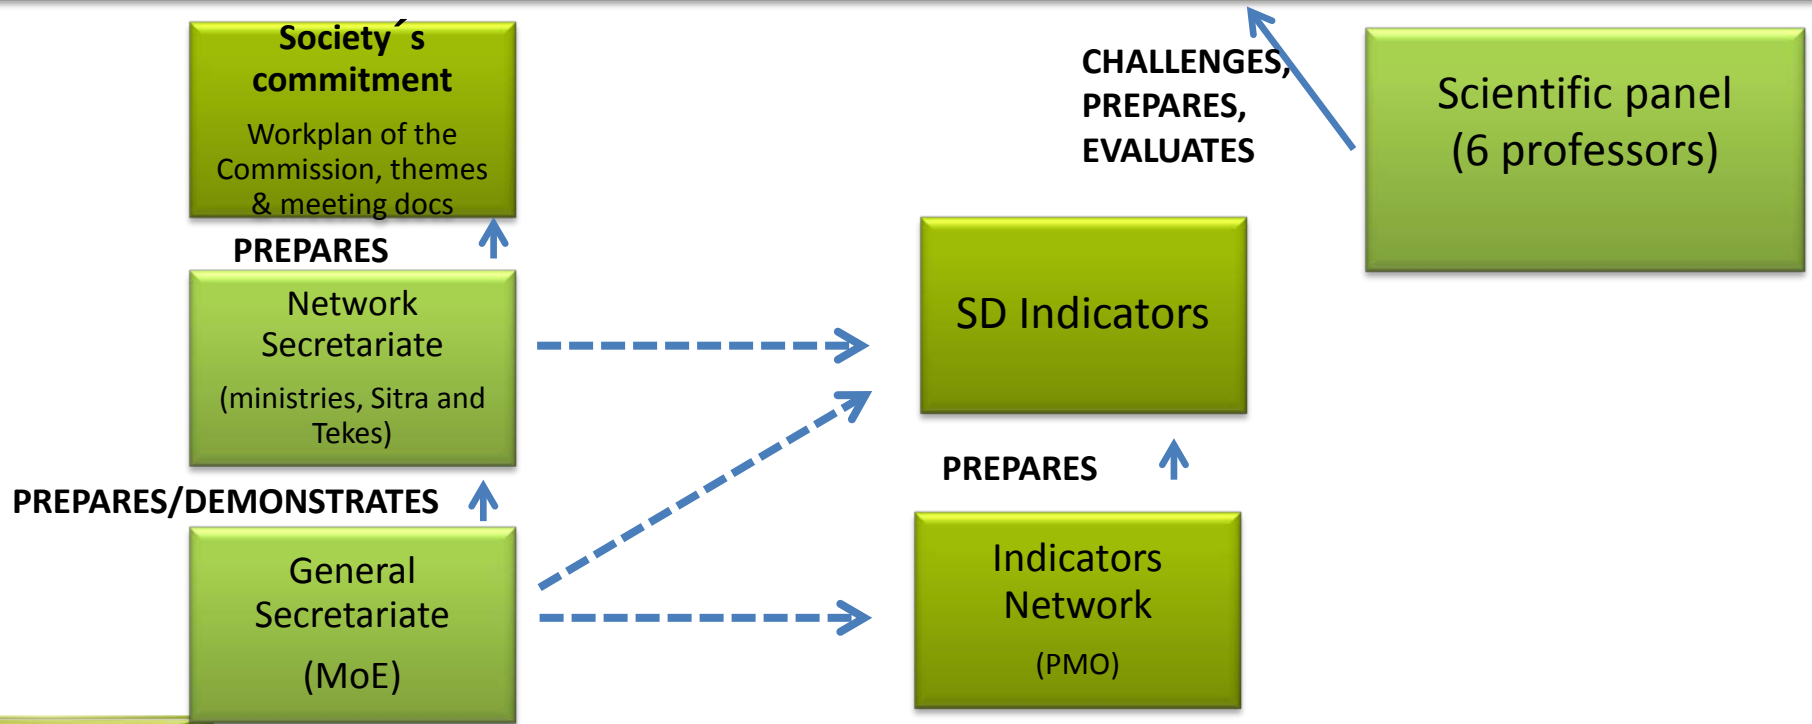 Society´s
commitment
Workplan of the
Commission, themes
& meeting docs
PREPARES
Network
Secretariate
(ministries, Sitra and
Tekes)
PREPARES/DEMONSTRATES
General
Secretariate
(MoE)
CHALLENGES,
PREPARES,
EVALUATES
SD Indicators
PREPARES
Indicators
Network
(PMO)
Scientific panel
(6 professors)